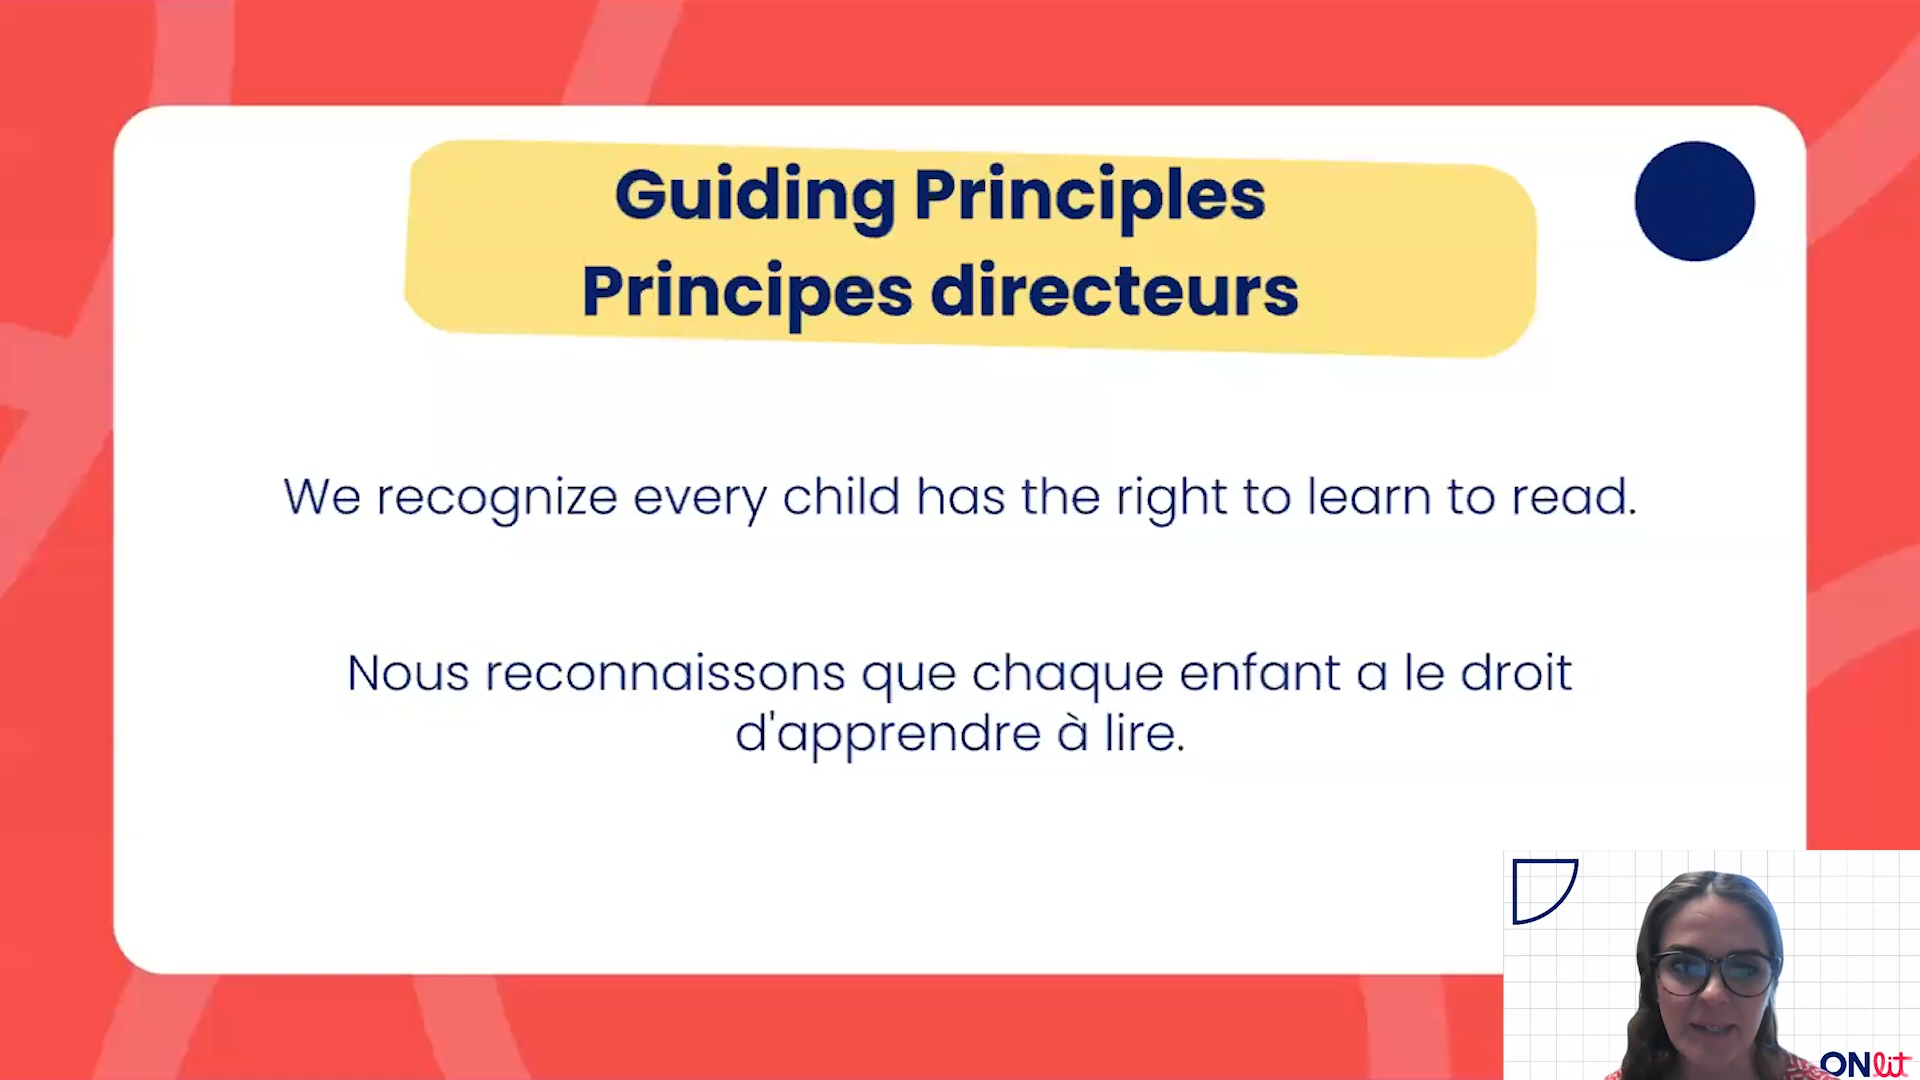 Guiding Principles
Principes directeurs
We recognize every child has the right to learn to read.
Nous reconnaissons que chaque enfant a le droit
d'apprendre à lire.
ONlit